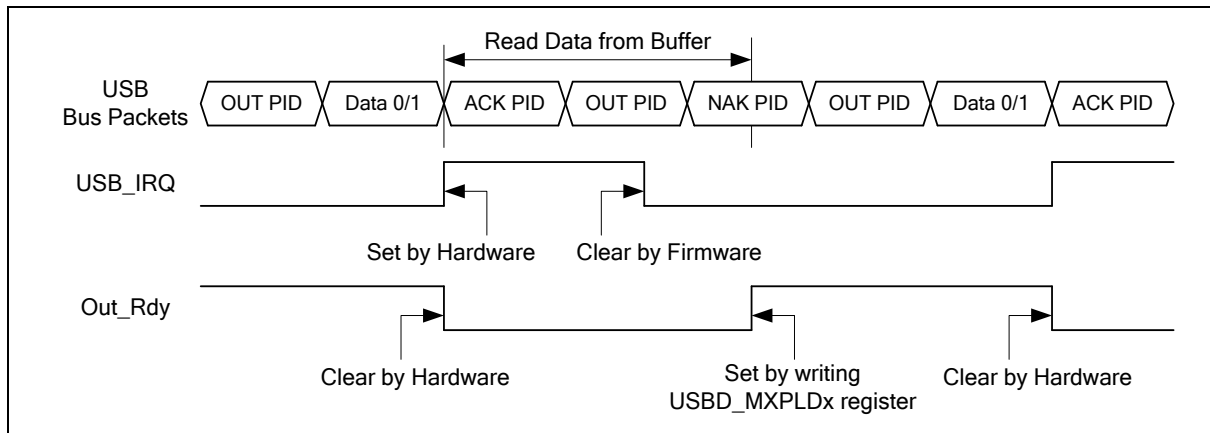 Read Data from Buffer
USB
Bus Packets
OUT PID Data 0/1 ACK PID OUT PID NAK PID OUT PID Data 0/1 ACK PID
USB_IRQ
Set by Hardware Clear by Firmware
Out_Rdy
Clear by Hardware Set by writing Clear by Hardware
USBD_MXPLDx register